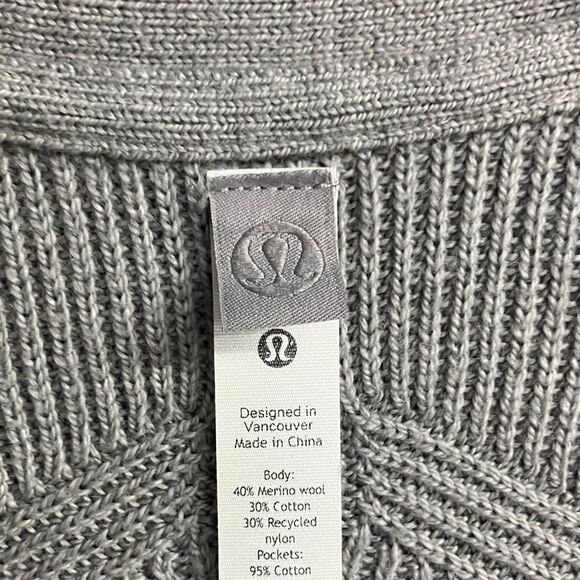 Designed in
Vancouver
Made in China
Body:
40% Merino wool
30% Cotton
30% Recycled
nylon
Pockets:
95% Cotton